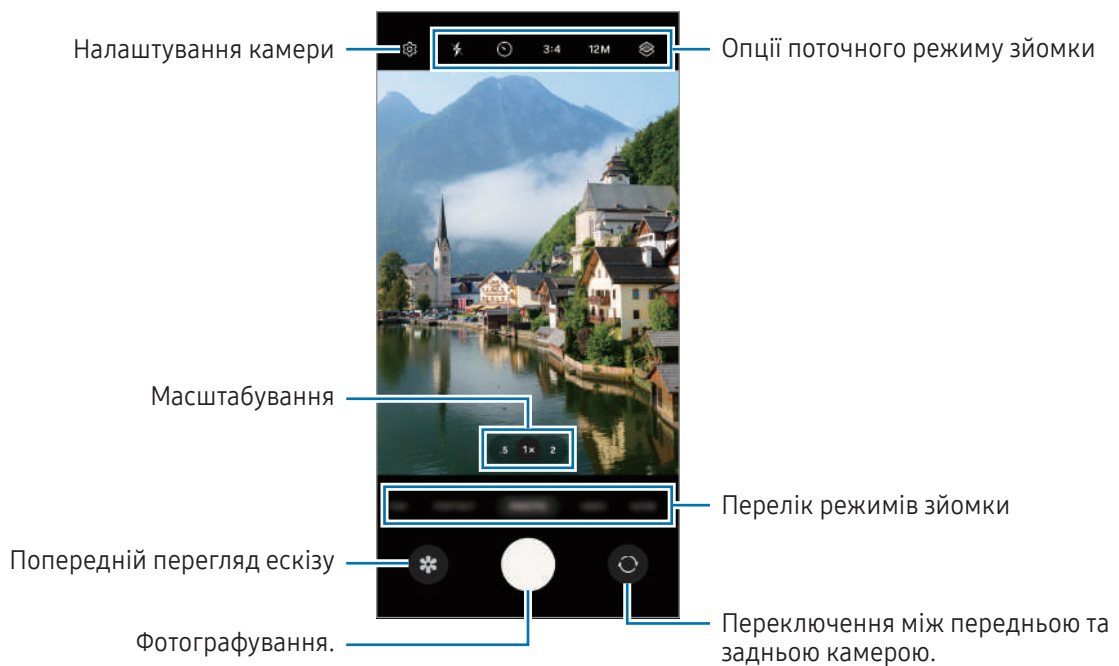 Налаштування камери
3:4
12M
Опції поточного режиму зйомки
Масштабування
.5 1× 2
Перелік режимів зйомки
Попередній перегляд ескізу
Фотографування.
Переключення між передньою та
задньою камерою.